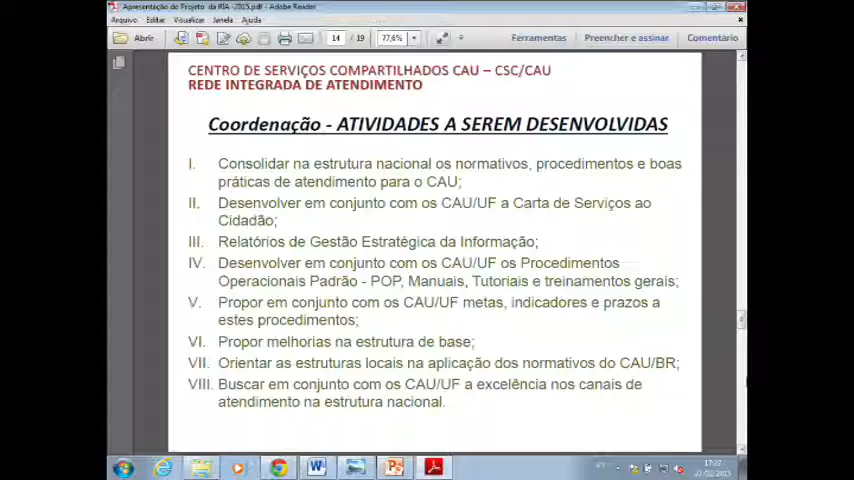 Apresentação do Projeto da RIA -2015.pdf - Adobe Reader
Arquivo Editar Visualizar Janela Ajuda
Abrir 14 / 19 77,6% Ferramentas Preencher e assinar Comentário
CENTRO DE SERVIÇOS COMPARTILHADOS CAU – CSC/CAU
REDE INTEGRADA DE ATENDIMENTO
Coordenação - ATIVIDADES A SEREM DESENVOLVIDAS
I. Consolidar na estrutura nacional os normativos, procedimentos e boas
práticas de atendimento para o CAU;
II. Desenvolver em conjunto com os CAU/UF a Carta de Serviços ao
Cidadão;
III. Relatórios de Gestão Estratégica da Informação;
IV. Desenvolver em conjunto com os CAU/UF os Procedimentos
Operacionais Padrão - POP, Manuais, Tutoriais e treinamentos gerais;
V. Propor em conjunto com os CAU/UF metas, indicadores e prazos a
estes procedimentos;
VI. Propor melhorias na estrutura de base;
VII. Orientar as estruturas locais na aplicação dos normativos do CAU/BR;
VIII. Buscar em conjunto com os CAU/UF a excelência nos canais de
atendimento na estrutura nacional.